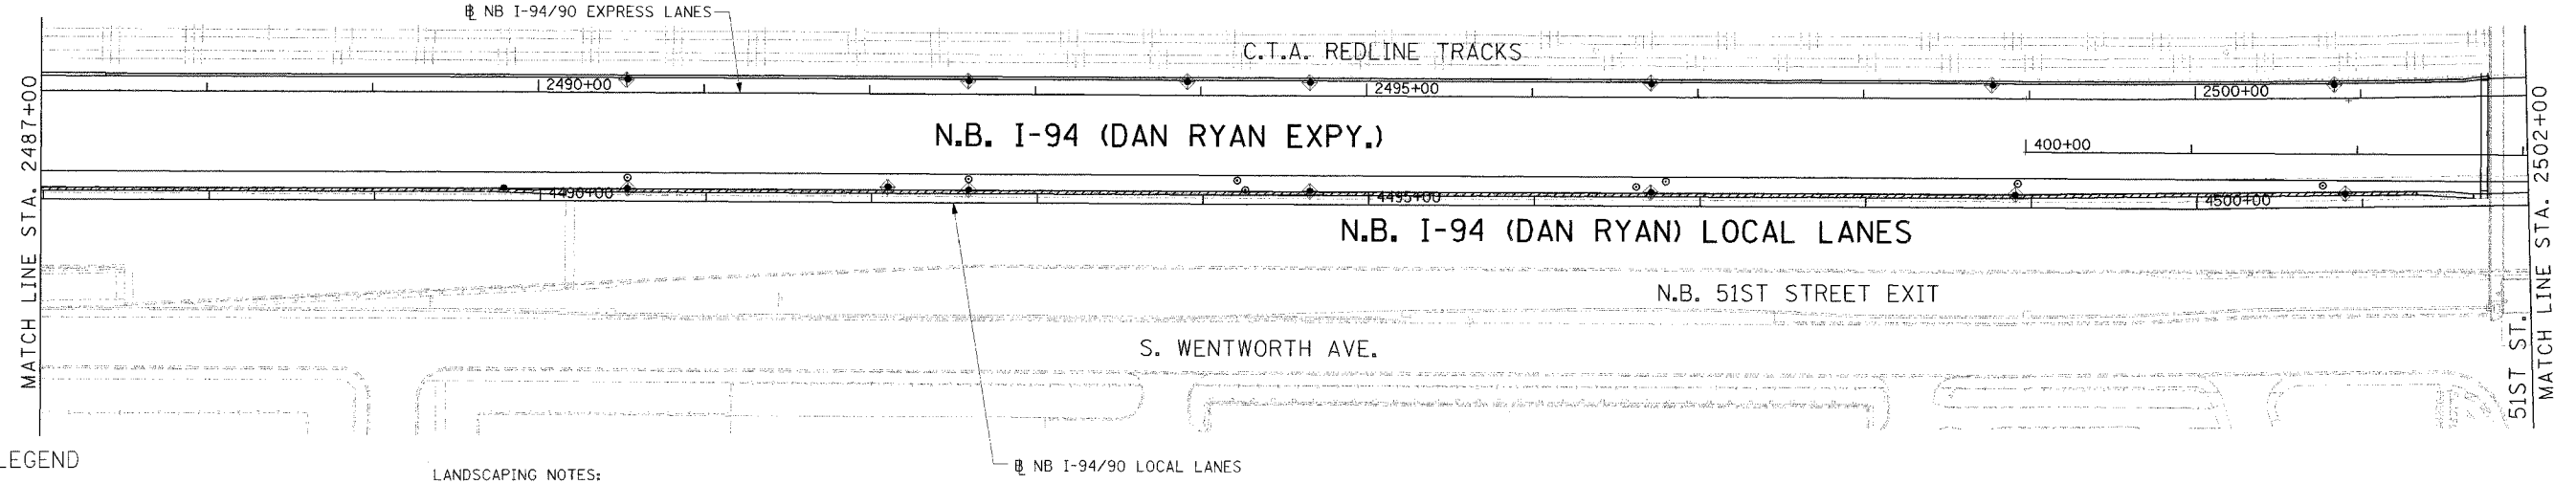 ℄ NB I-94/90 EXPRESS LANES
C.T.A. REDLINE TRACKS
2490+00
2495+00
2500+00
N.B. I-94 (DAN RYAN EXPY.)
400+00
4490+00
4495+00
4500+00
N.B. I-94 (DAN RYAN) LOCAL LANES
N.B. 51ST STREET EXIT
S. WENTWORTH AVE.
MATCH LINE STA. 2487+00
51ST ST.
MATCH LINE STA. 2502+00
℄ NB I-94/90 LOCAL LANES
LEGEND
LANDSCAPING NOTES: